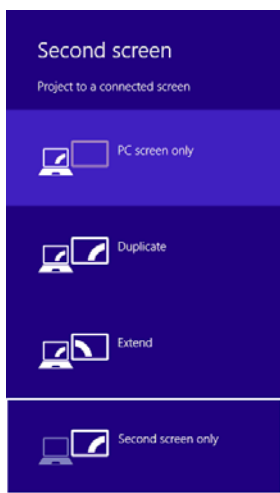 Second screen
Project to a connected screen
PC screen only
Duplicate
Extend
Second screen only